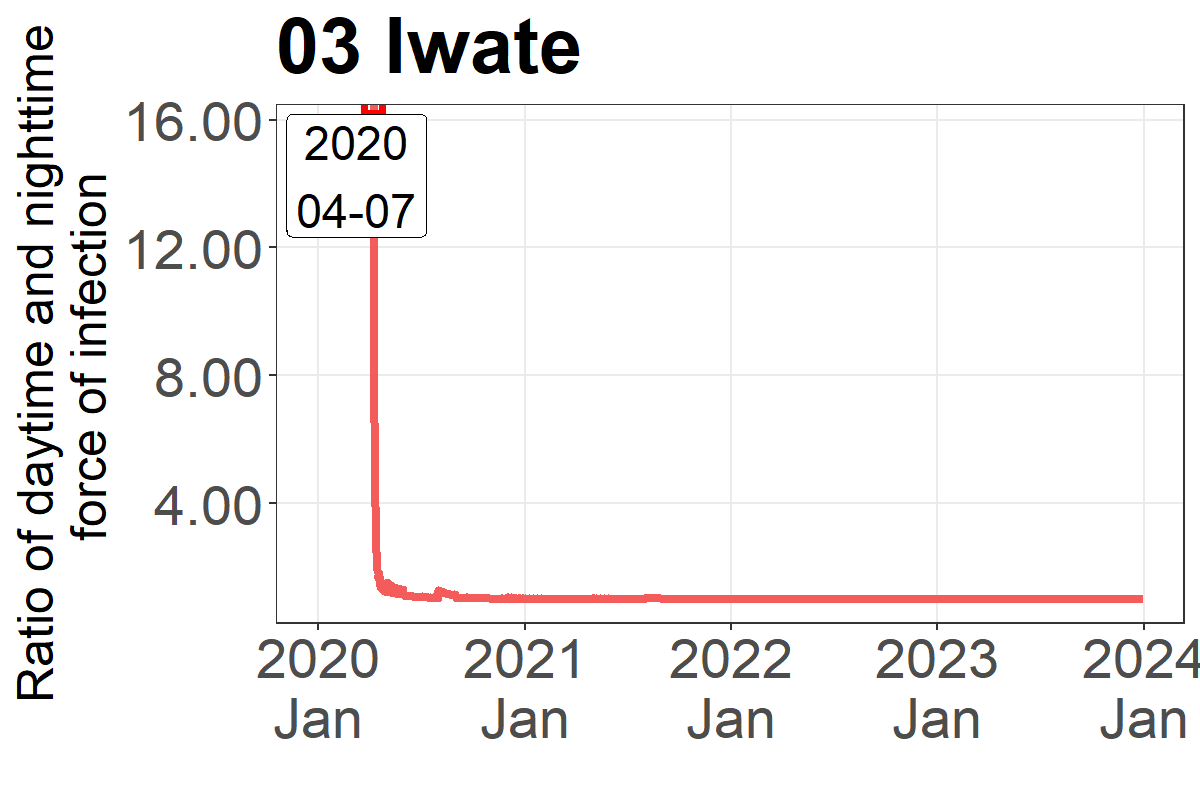 03 Iwate
Ratio of daytime and nighttime
force of infection
16.00
12.00
8.00
4.00
2020
04-07
2020
Jan
2021
Jan
2022
Jan
2023
Jan
2024
Jan